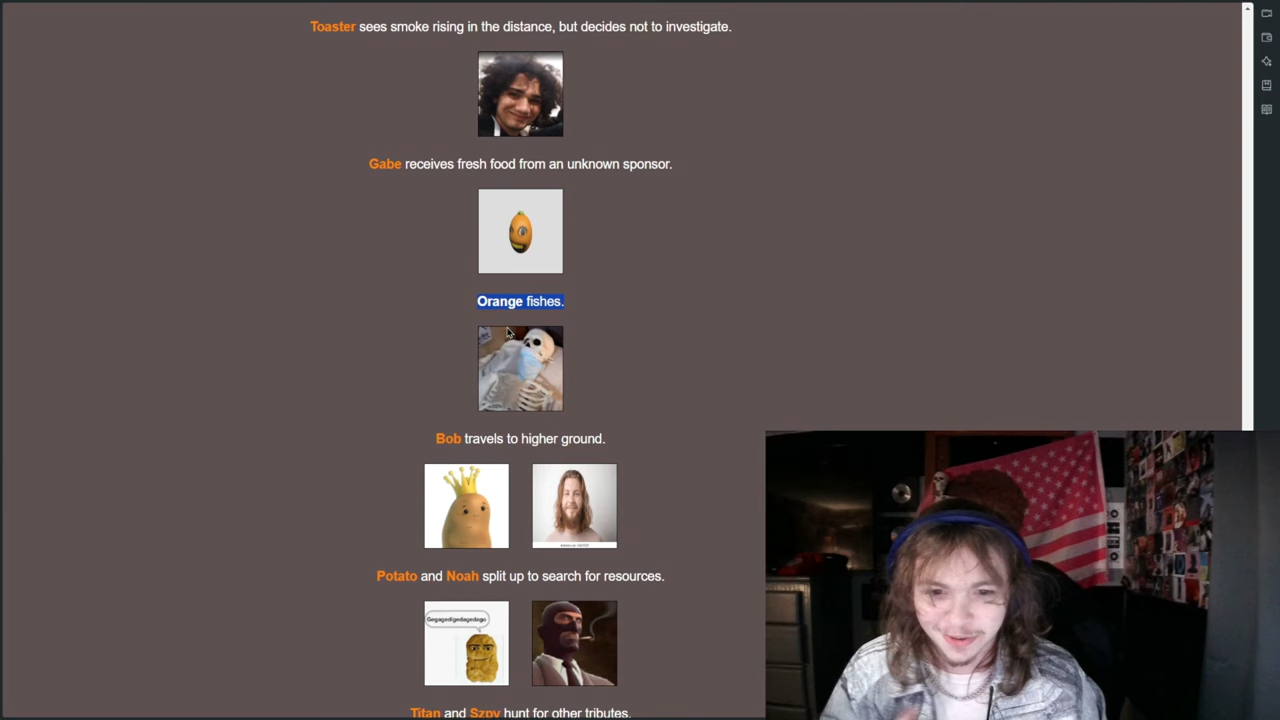 Toaster sees smoke rising in the distance, but decides not to investigate.
Gabe receives fresh food from an unknown sponsor.
Orange fishes.
Bob travels to higher ground.
Potato and Noah split up to search for resources.
Gegagedigedagedago
Titan and Szpy hunt for other tributes.